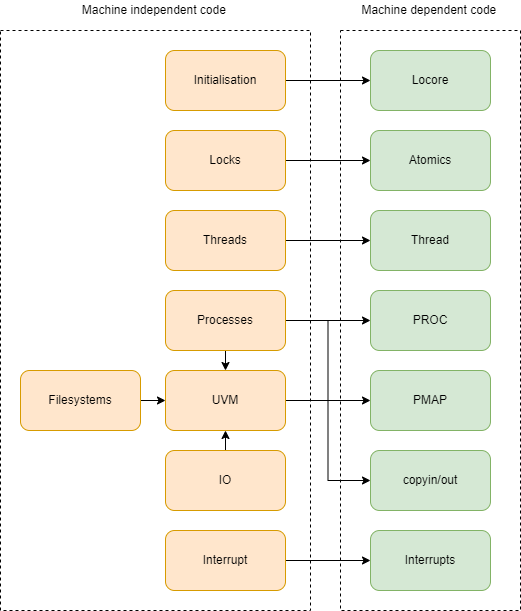 Machine independent code
Machine dependent code
Initialisation
Locore
Locks
Atomics
Threads
Thread
Processes
PROC
Filesystems
UVM
PMAP
IO
copyin/out
Interrupt
Interrupts